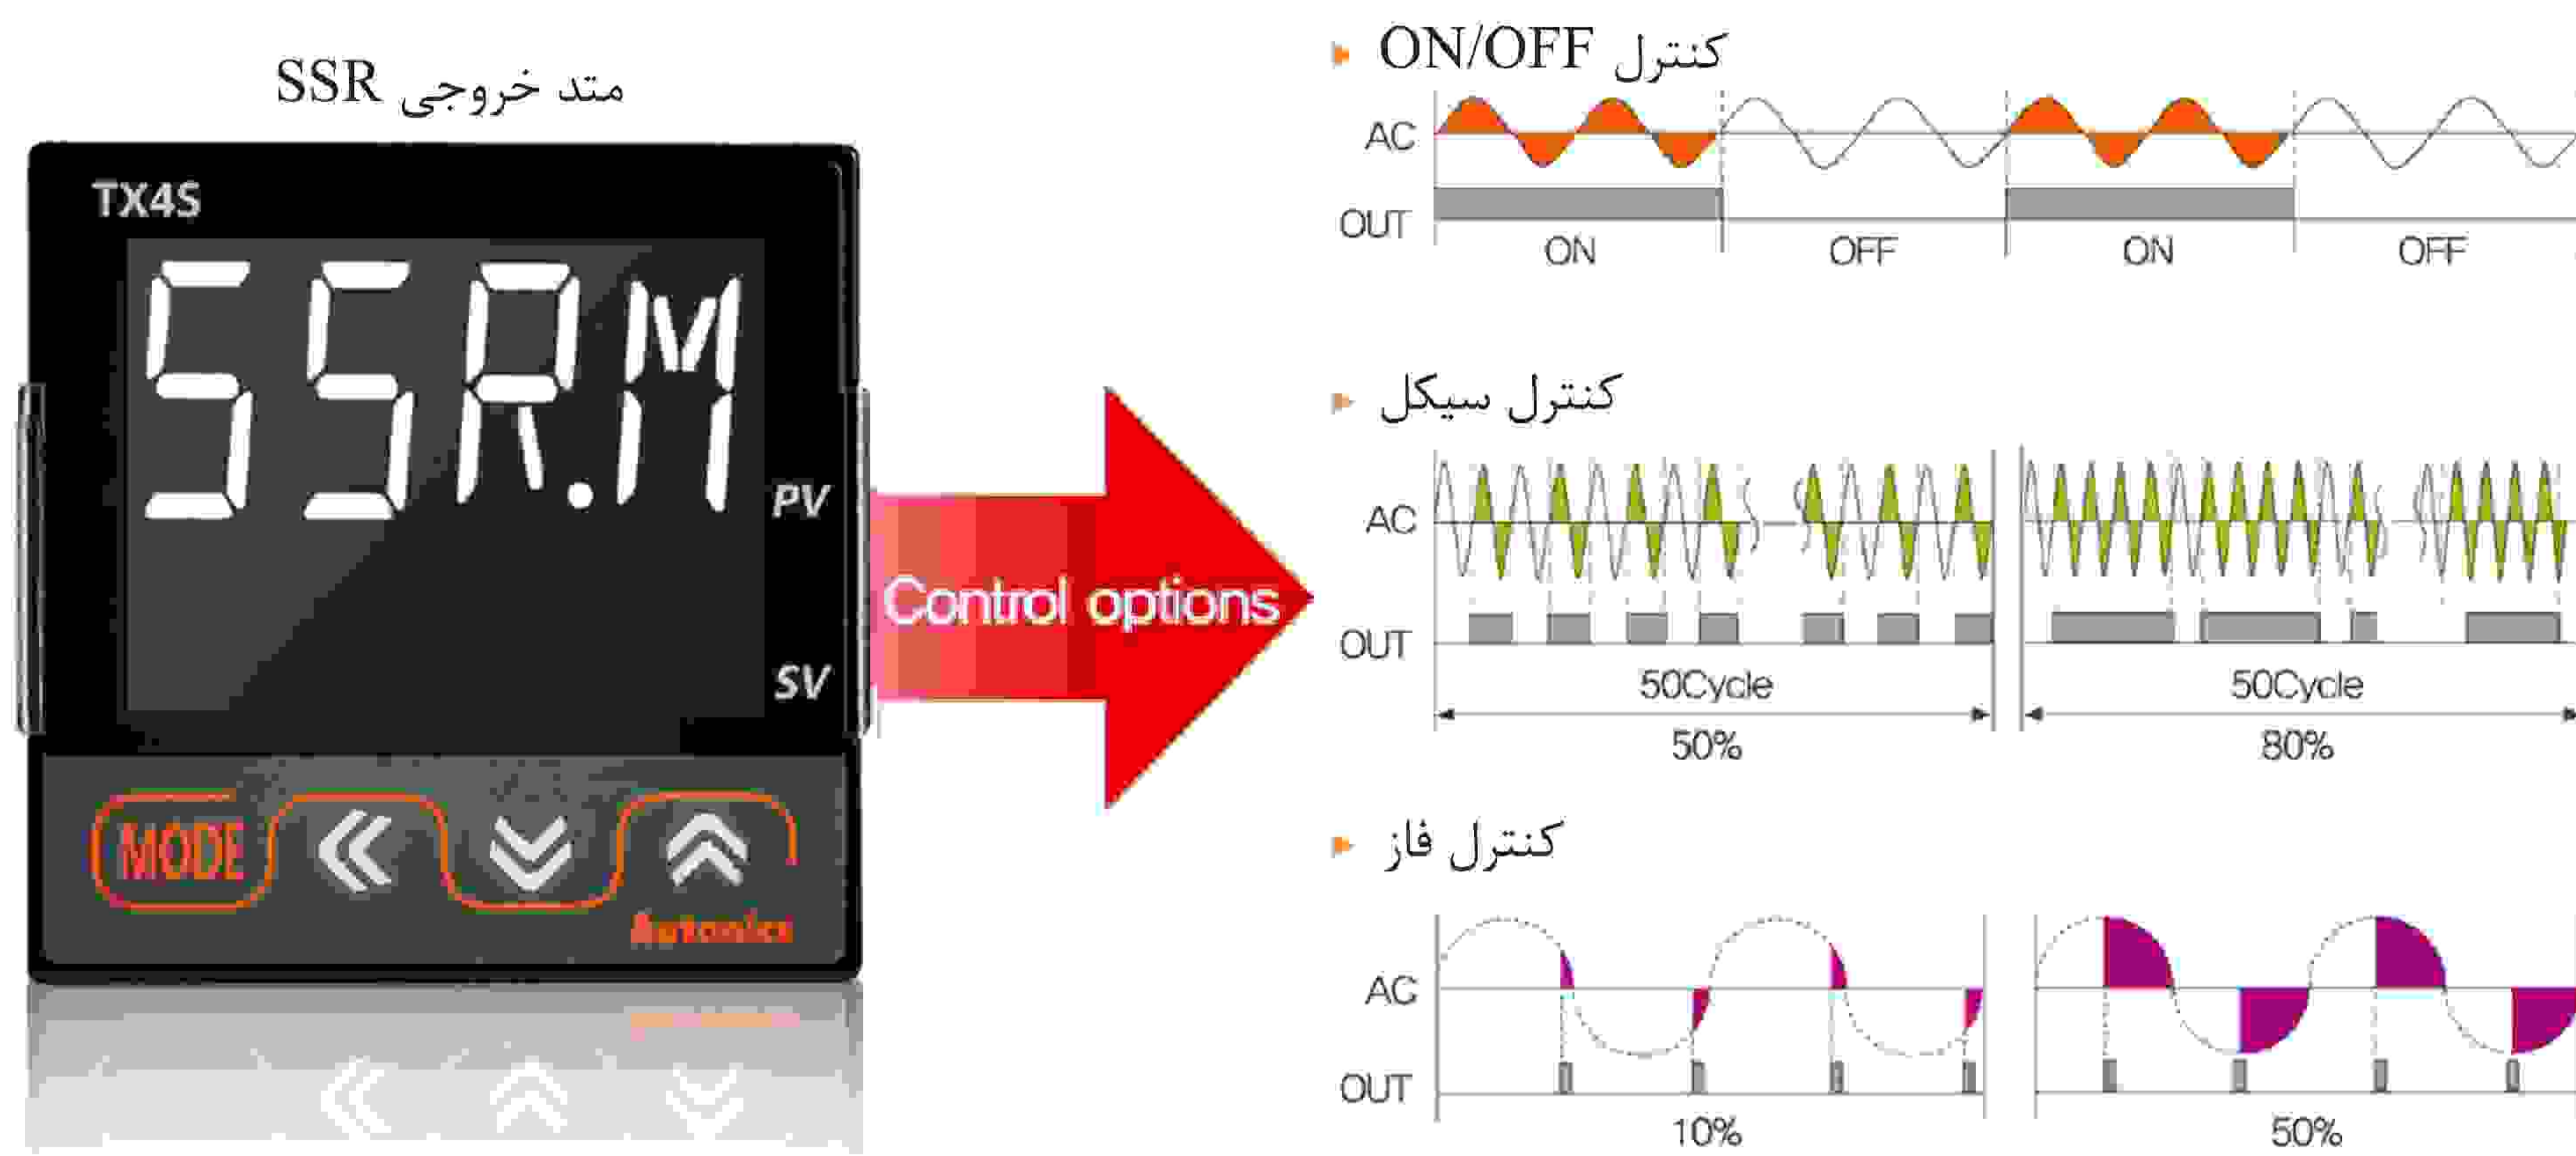 متد خروجی SSR
TX4S
SSR.M
PV
SV
MODE
Autonics
Control options
کنترل ON/OFF
AC
OUT
ON
OFF
ON
OFF
کنترل سیکل
AC
OUT
50Cycle
50Cycle
50%
80%
کنترل فاز
AC
OUT
10%
50%